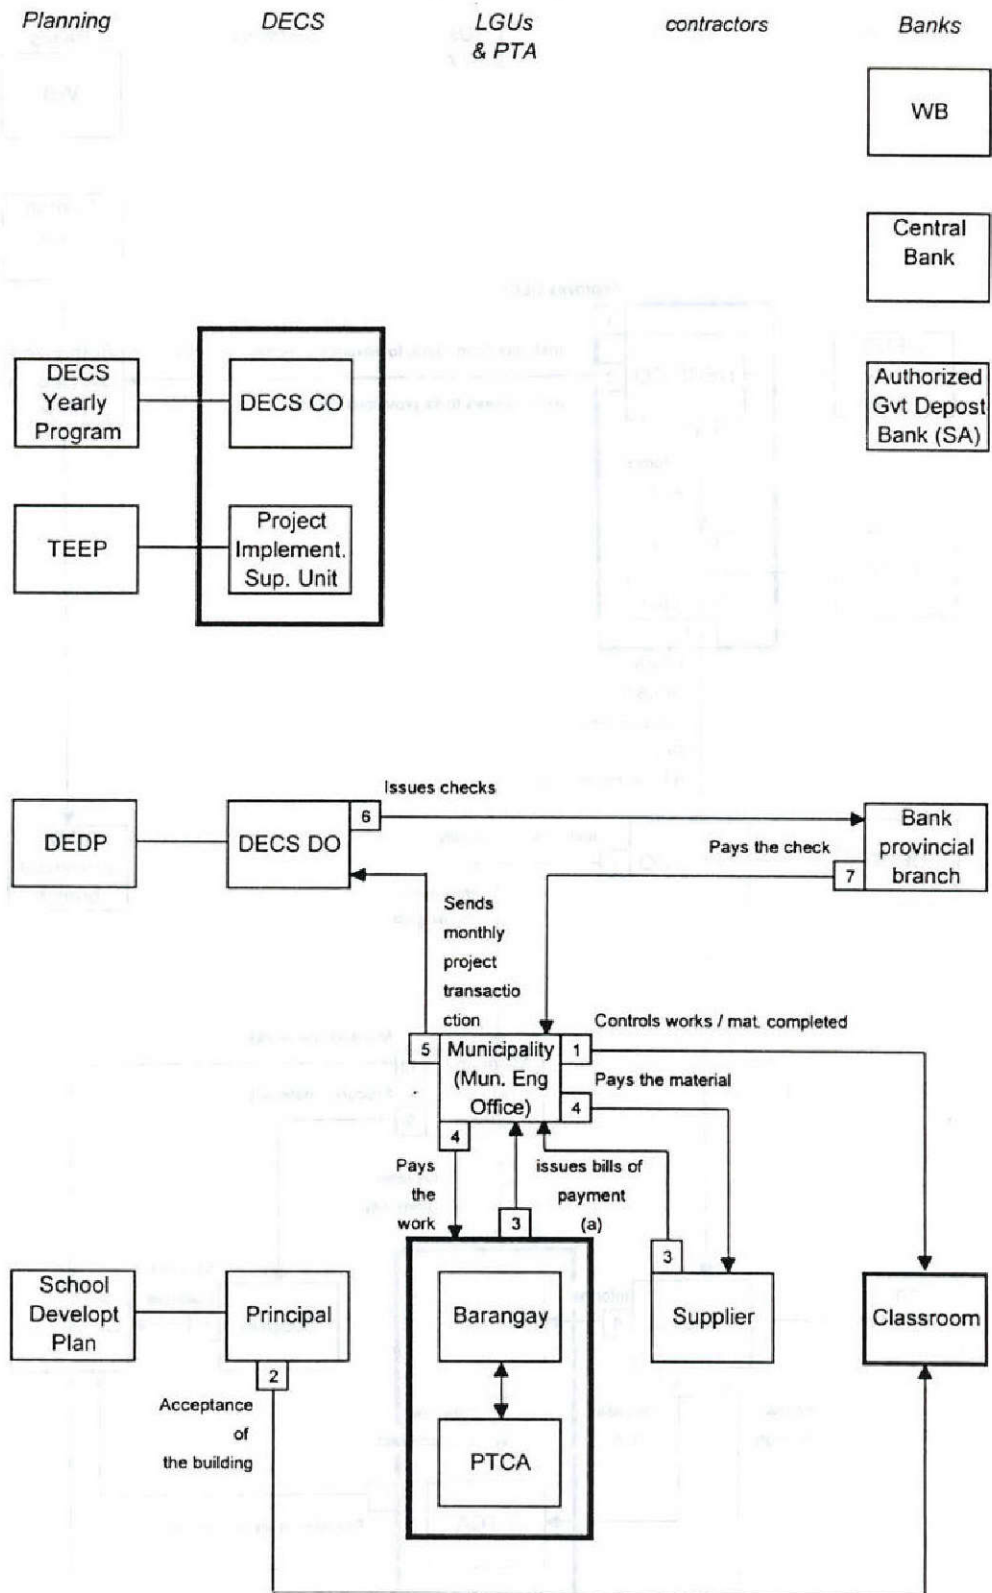 Planning
DECS
LGUs
& PTA
contractors
Banks
WB
Central
Bank
DECS
Yearly
Program
DECS CO
Authorized
Gvt Depost
Bank (SA)
TEEP
Project
Implement.
Sup. Unit
Issues checks
DEDP
DECS DO
6
Bank
provincial
branch
Pays the check
7
Sends
monthly
project
transactio
ction
Controls works / mat. completed
5
Municipality
(Mun. Eng
Office)
1
Pays the material
4
4
Pays
the
work
issues bills of
payment
(a)
3
3
School
Developt
Plan
Principal
Barangay
Supplier
Classroom
2
Acceptance
of
the building
PTCA